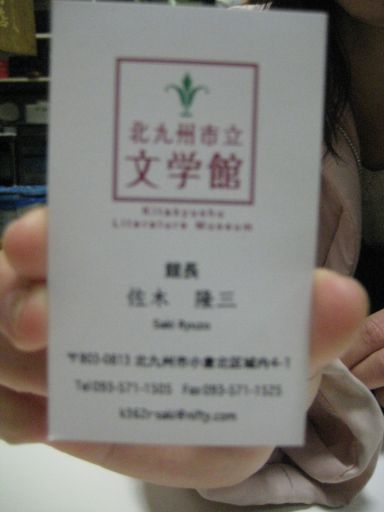 北九州市立
文学館
Kitakyushu
Literature Museum
館長
佐木 隆三
Saki Ryuzo
〒803-0813 北九州市小倉北区城内4-1
Tel 093-571-1505 Fax 093-571-1525